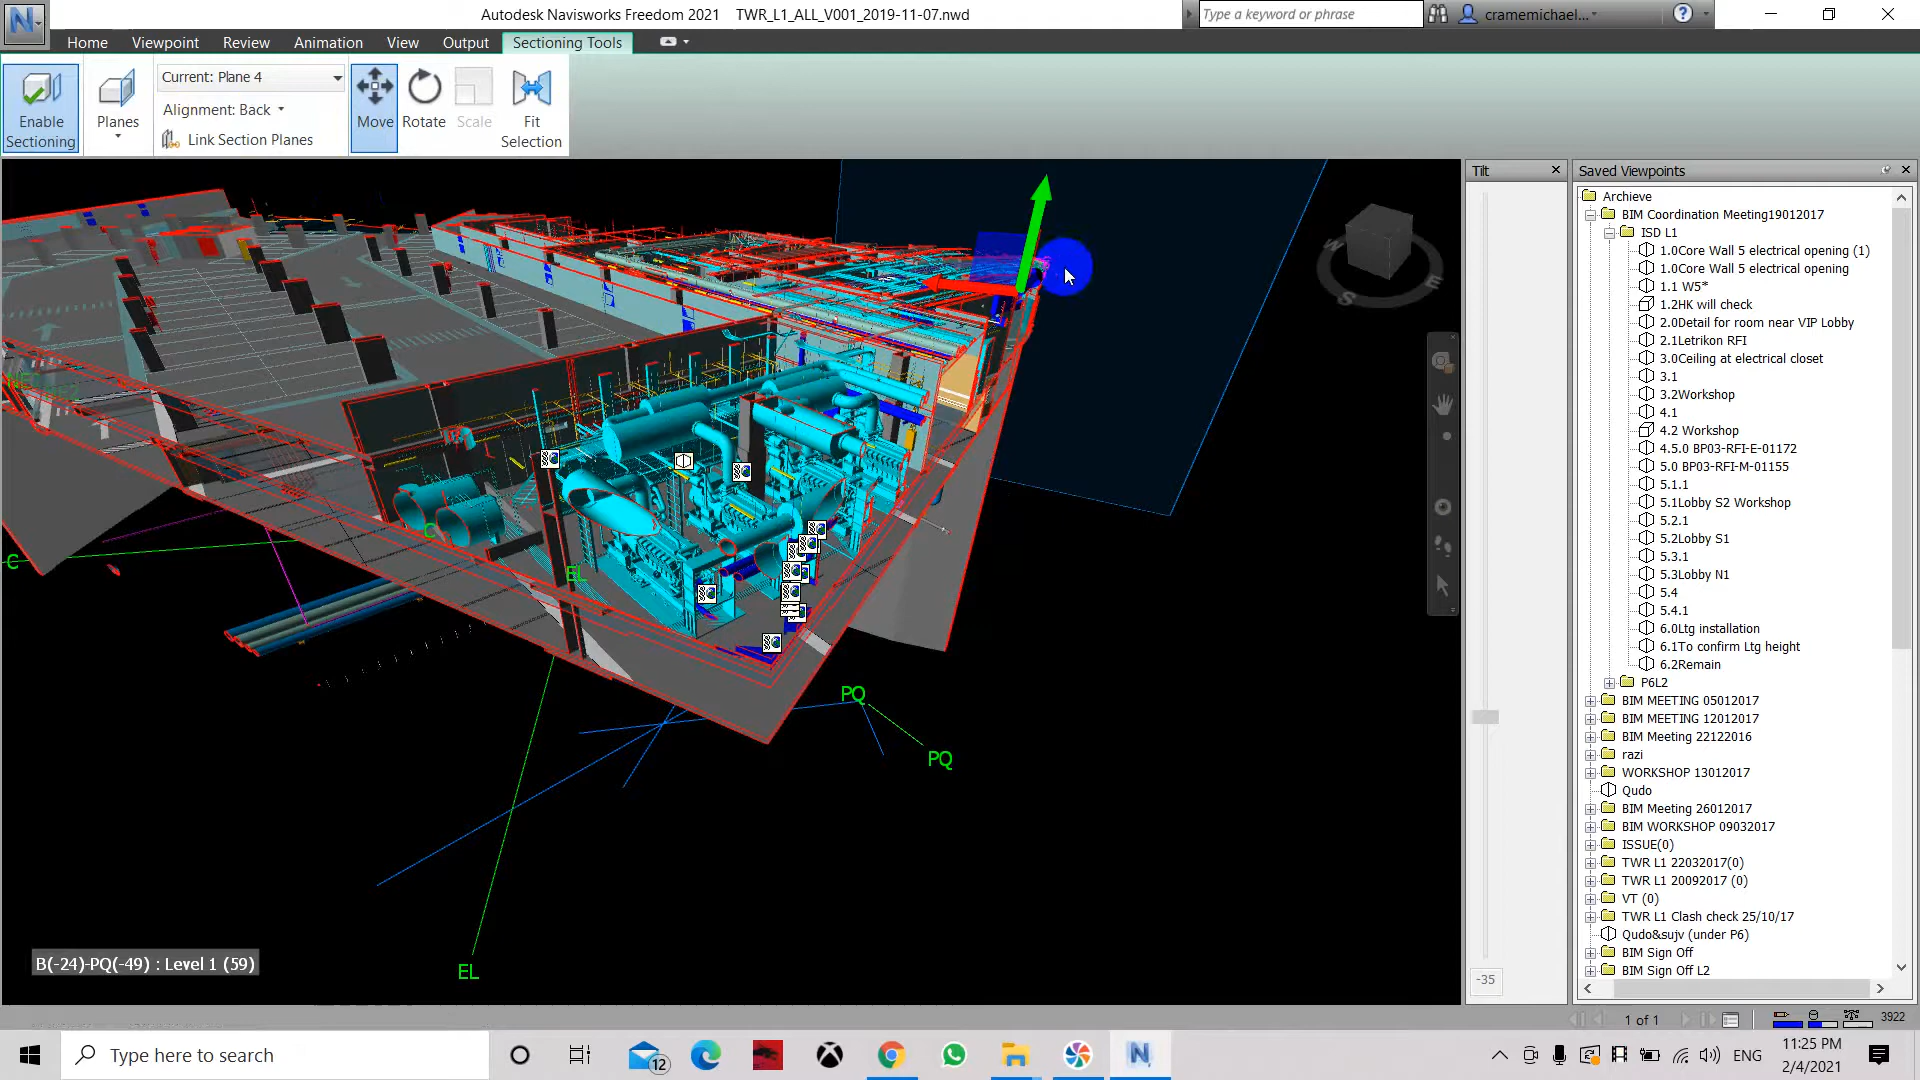 Autodesk Navisworks Freedom 2021 TWR_L1_ALL_V001_2019-11-07.nwd
Type a keyword or phrase
cramemichael...
Home Viewpoint Review Animation View Output Sectioning Tools
Enable Sectioning
Planes
Current: Plane 4
Alignment: Back
Link Section Planes
Move
Rotate
Scale
Fit Selection
Tilt
-35
Saved Viewpoints
Archieve
BIM Coordination Meeting19012017
ISD L1
1.0Core Wall 5 electrical opening (1)
1.0Core Wall 5 electrical opening
1.1 W5*
1.2HK will check
2.0Detail for room near VIP Lobby
2.1Letrikon RFI
3.0Ceiling at electrical closet
3.1
3.2Workshop
4.1
4.2 Workshop
4.5.0 BP03-RFI-E-01172
5.0 BP03-RFI-M-01155
5.1.1
5.1Lobby S2 Workshop
5.2.1
5.2Lobby S1
5.3.1
5.3Lobby N1
5.4
5.4.1
6.0Ltg installation
6.1To confirm Ltg height
6.2Remain
P6L2
BIM MEETING 05012017
BIM MEETING 12012017
BIM Meeting 22122016
razi
WORKSHOP 13012017
Qudo
BIM Meeting 26012017
BIM WORKSHOP 09032017
ISSUE(0)
TWR L1 22032017(0)
TWR L1 20092017 (0)
VT (0)
TWR L1 Clash check 25/10/17
Qudo&sujv (under P6)
BIM Sign Off
BIM Sign Off L2
W
S
E
C
C
EL
PQ
PQ
EL
B(-24)-PQ(-49) : Level 1 (59)
1 of 1
3922
Type here to search
12
ENG
11:25 PM
2/4/2021